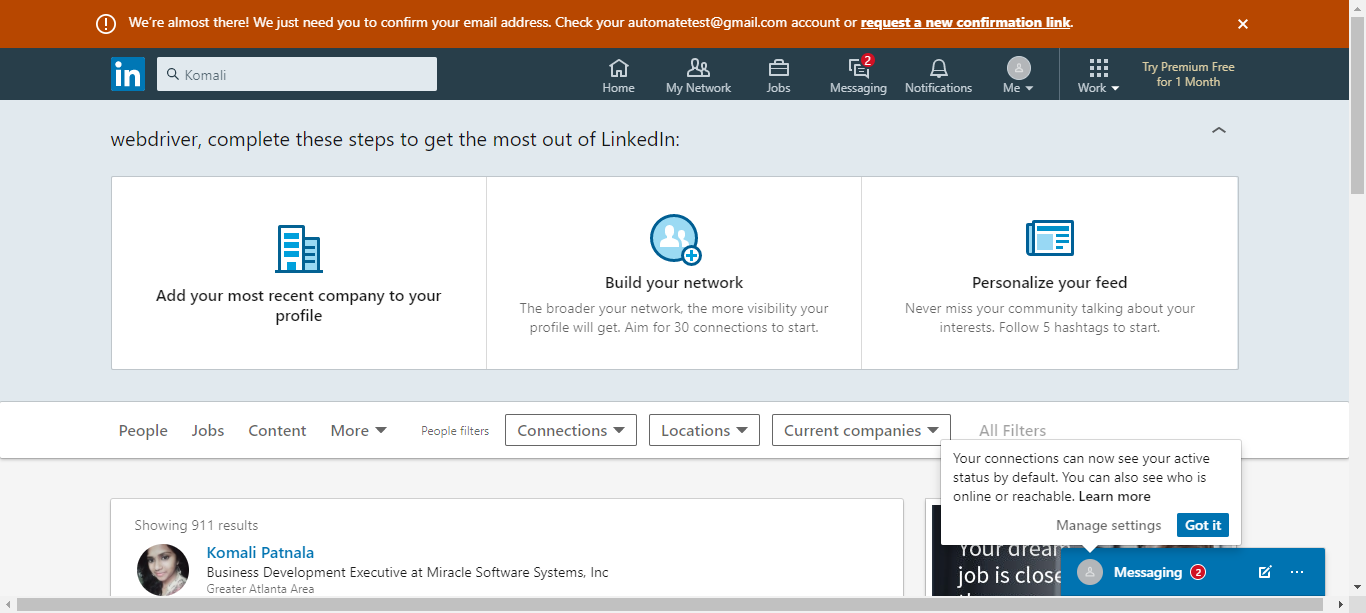 We're almost there! We just need you to confirm your email address. Check your automatetest@gmail.com account or request a new confirmation link.
in
Komali
Home
My Network
Jobs
2
Messaging
Notifications
Me
Work
Try Premium Free
for 1 Month
webdriver, complete these steps to get the most out of LinkedIn:
Add your most recent company to your
profile
Build your network
The broader your network, the more visibility your
profile will get. Aim for 30 connections to start.
Personalize your feed
Never miss your community talking about your
interests. Follow 5 hashtags to start.
People Jobs Content More People filters Connections Locations Current companies All Filters
Your connections can now see your active
status by default. You can also see who is
online or reachable. Learn more
Manage settings Got it
Showing 911 results
Komali Patnala
Business Development Executive at Miracle Software Systems, Inc
Greater Atlanta Area
Your dream
job is close
Messaging 2